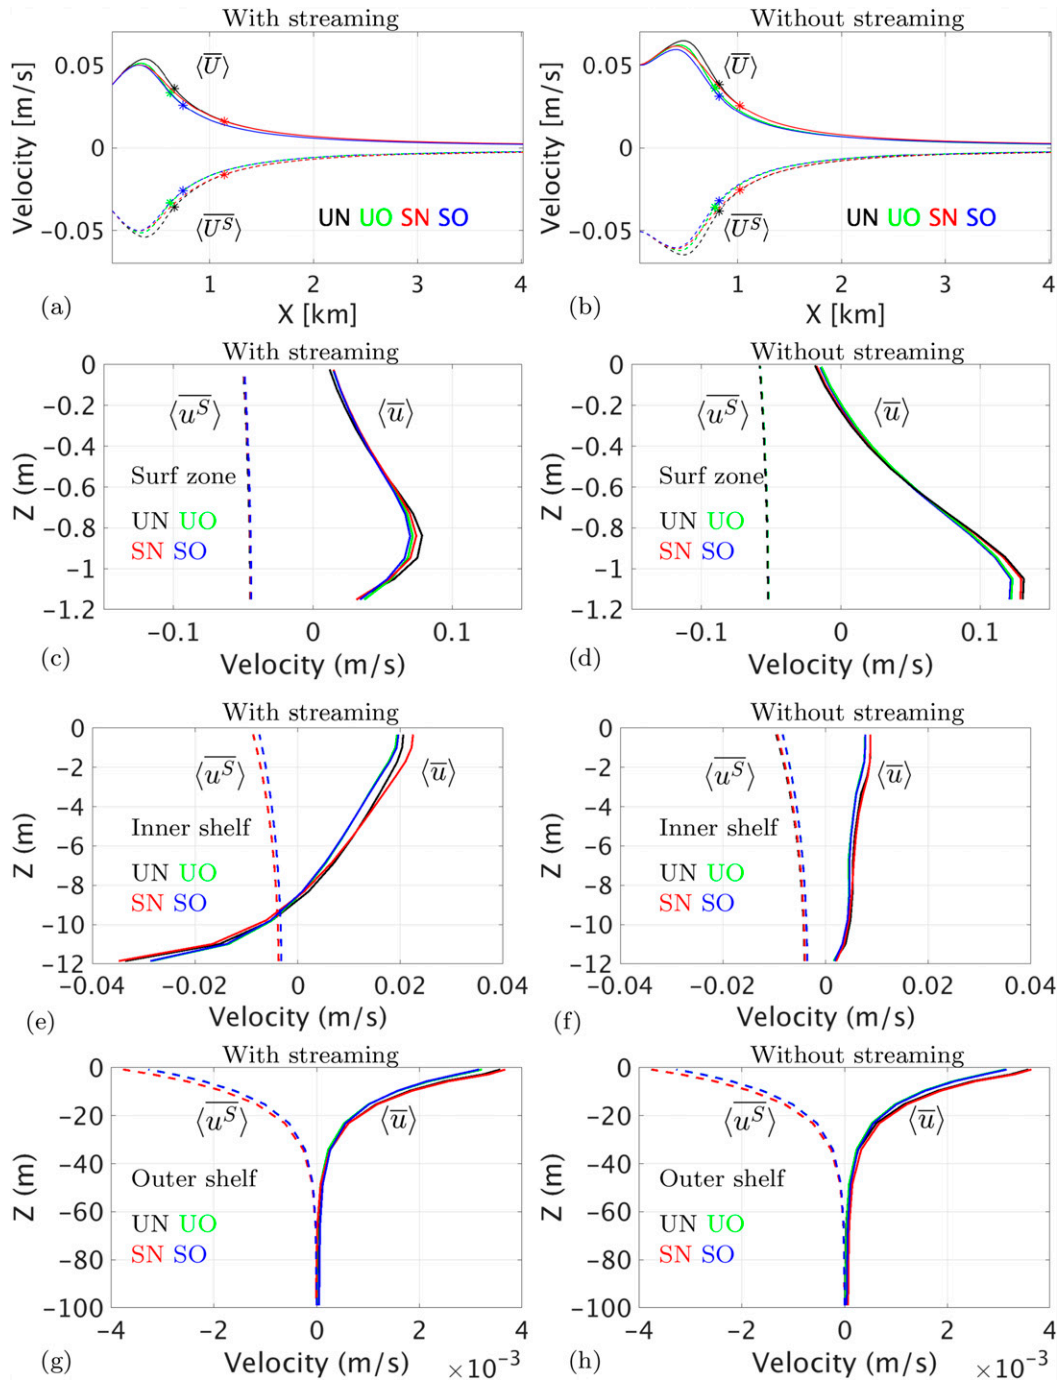 With streaming
Without streaming
Velocity [m/s]
0.05
0
−0.05
⟨U̅⟩
⟨U̅ˢ̅⟩
UN UO SN SO
1 2 3 4
(a)
X [km]
Velocity [m/s]
0.05
0
−0.05
⟨U̅⟩
⟨U̅ˢ̅⟩
UN UO SN SO
1 2 3 4
(b)
X [km]
With streaming
Without streaming
Z (m)
0
−0.2
−0.4
−0.6
−0.8
−1
−1.2
⟨u̅ˢ̅⟩ ⟨u̅⟩
Surf zone
UN UO
SN SO
−0.1 0 0.1
(c)
Velocity (m/s)
Z (m)
0
−0.2
−0.4
−0.6
−0.8
−1
−1.2
⟨u̅ˢ̅⟩ ⟨u̅⟩
Surf zone
UN UO
SN SO
−0.1 0 0.1
(d)
Velocity (m/s)
With streaming
Without streaming
Z (m)
0
−2
−4
−6
−8
−10
−12
⟨u̅ˢ̅⟩ ⟨u̅⟩
Inner shelf
UN UO
SN SO
−0.04 −0.02 0 0.02 0.04
(e)
Velocity (m/s)
Z (m)
0
−2
−4
−6
−8
−10
−12
⟨u̅ˢ̅⟩ ⟨u̅⟩
Inner shelf
UN UO
SN SO
−0.04 −0.02 0 0.02 0.04
(f)
Velocity (m/s)
With streaming
Without streaming
Z (m)
0
−20
−40
−60
−80
−100
⟨u̅ˢ̅⟩ ⟨u̅⟩
Outer shelf
UN UO
SN SO
−4 −2 0 2 4
(g)
Velocity (m/s) ×10⁻³
Z (m)
0
−20
−40
−60
−80
−100
⟨u̅ˢ̅⟩ ⟨u̅⟩
Outer shelf
UN UO
SN SO
−4 −2 0 2 4
(h)
Velocity (m/s) ×10⁻³